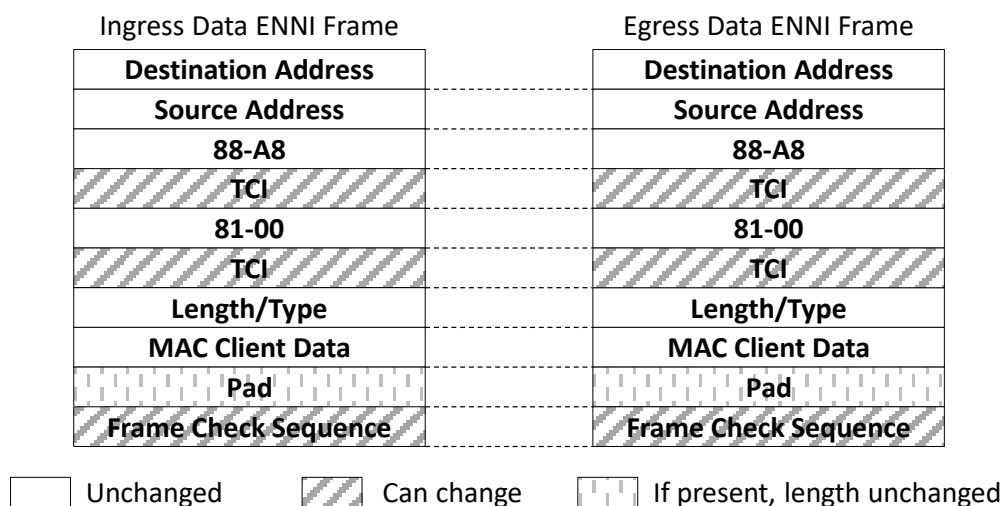 Ingress Data ENNI Frame Egress Data ENNI Frame
Destination Address Destination Address
Source Address Source Address
88-A8 88-A8
TCI TCI
81-00 81-00
TCI TCI
Length/Type Length/Type
MAC Client Data MAC Client Data
Pad Pad
Frame Check Sequence Frame Check Sequence
Unchanged Can change If present, length unchanged